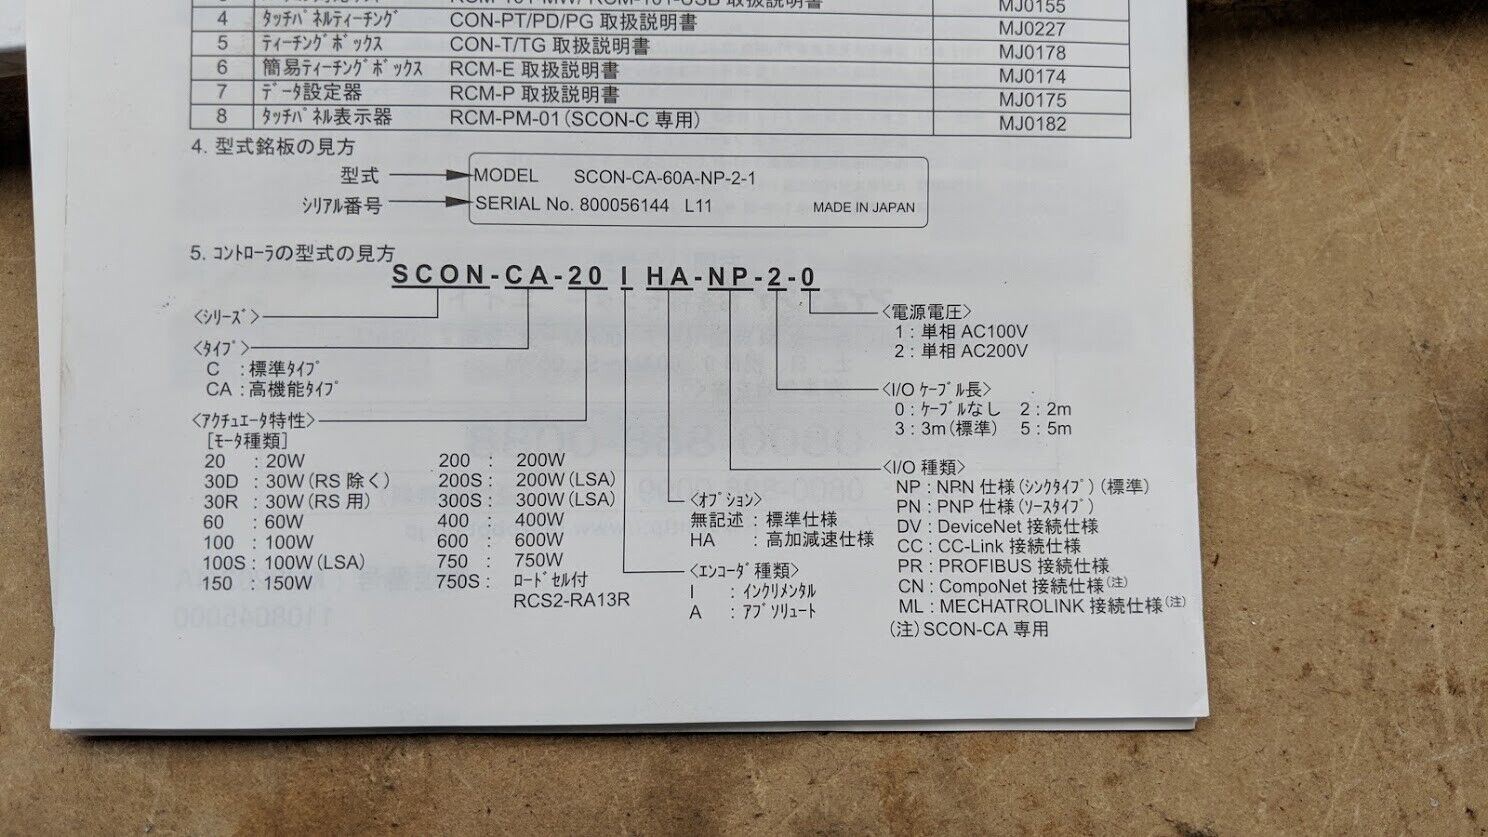 取扱説明書 MJ0155
4 ﾀｯﾁﾊﾟﾈﾙﾃｨｰﾁﾝｸﾞ CON-PT/PD/PG 取扱説明書 MJ0227
5 ﾃｨｰﾁﾝｸﾞﾎﾞｯｸｽ CON-T/TG 取扱説明書 MJ0178
6 簡易ﾃｨｰﾁﾝｸﾞﾎﾞｯｸｽ RCM-E 取扱説明書 MJ0174
7 ﾃﾞｰﾀ設定器 RCM-P 取扱説明書 MJ0175
8 ﾀｯﾁﾊﾟﾈﾙ表示器 RCM-PM-01(SCON-C 専用) MJ0182
4. 型式銘板の見方
型式 MODEL SCON-CA-60A-NP-2-1
ｼﾘｱﾙ番号 SERIAL No. 800056144 L11 MADE IN JAPAN
5. ｺﾝﾄﾛｰﾗの型式の見方
SCON-CA-20 I HA-NP-2-0
<ｼﾘｰｽﾞ>
<ﾀｲﾌﾟ>
C :標準ﾀｲﾌﾟ
CA :高機能ﾀｲﾌﾟ
<ｱｸﾁｭｴｰﾀ特性>
[ﾓｰﾀ種類]
20 : 20W
30D : 30W(RS 除く)
30R : 30W(RS 用)
60 : 60W
100 : 100W
100S : 100W(LSA)
150 : 150W
200 : 200W
200S : 200W(LSA)
300S : 300W(LSA)
400 : 400W
600 : 600W
750 : 750W
750S : ﾛｰﾄﾞｾﾙ付
RCS2-RA13R
<ｵﾌﾟｼｮﾝ>
無記述 : 標準仕様
HA : 高加減速仕様
<ｴﾝｺｰﾀﾞ種類>
I : ｲﾝｸﾘﾒﾝﾀﾙ
A : ｱﾌﾞｿﾘｭｰﾄ
<電源電圧>
1 : 単相 AC100V
2 : 単相 AC200V
<I/O ｹｰﾌﾞﾙ長>
0 : ｹｰﾌﾞﾙなし 2 : 2m
3 : 3m(標準) 5 : 5m
<I/O 種類>
NP : NPN 仕様(ｼﾝｸﾀｲﾌﾟ)(標準)
PN : PNP 仕様(ｿｰｽﾀｲﾌﾟ)
DV : DeviceNet 接続仕様
CC : CC-Link 接続仕様
PR : PROFIBUS 接続仕様
CN : CompoNet 接続仕様(注)
ML : MECHATROLINK 接続仕様(注)
(注)SCON-CA 専用